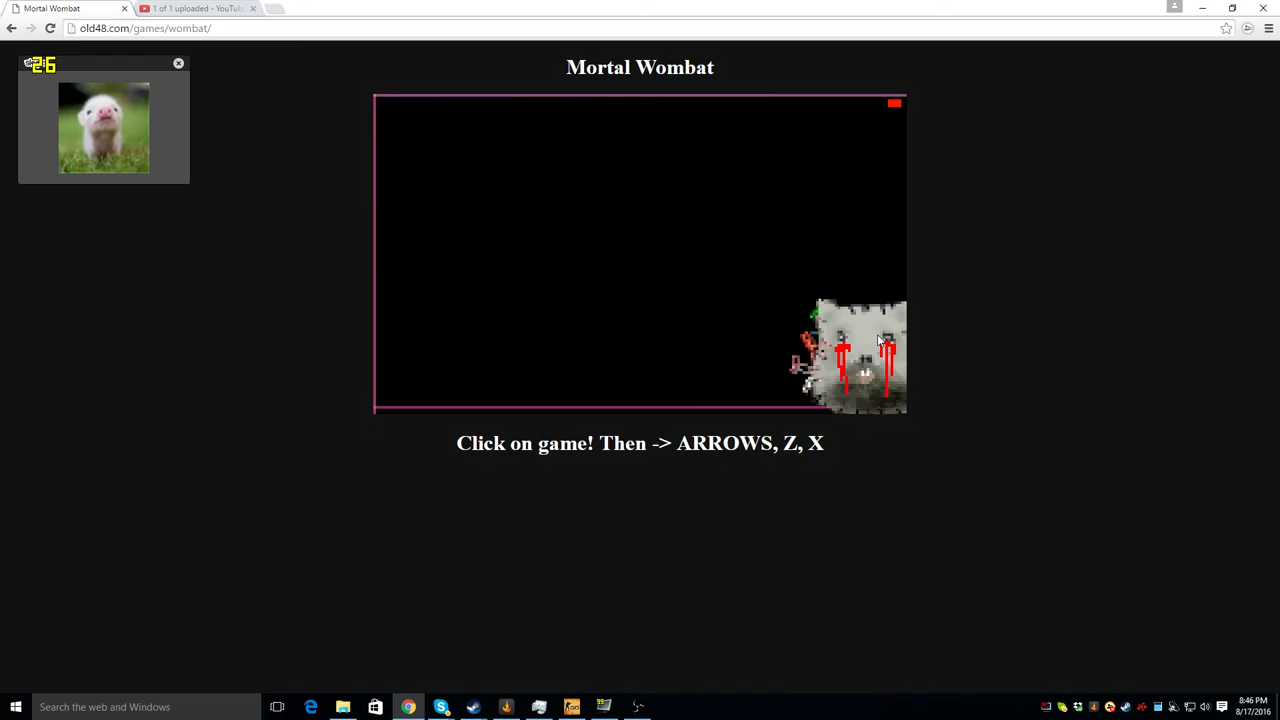 Mortal Wombat
1 of 1 uploaded - YouTub
old48.com/games/wombat/
26
Mortal Wombat
Click on game! Then -> ARROWS, Z, X
Search the web and Windows
8:46 PM
8/17/2016